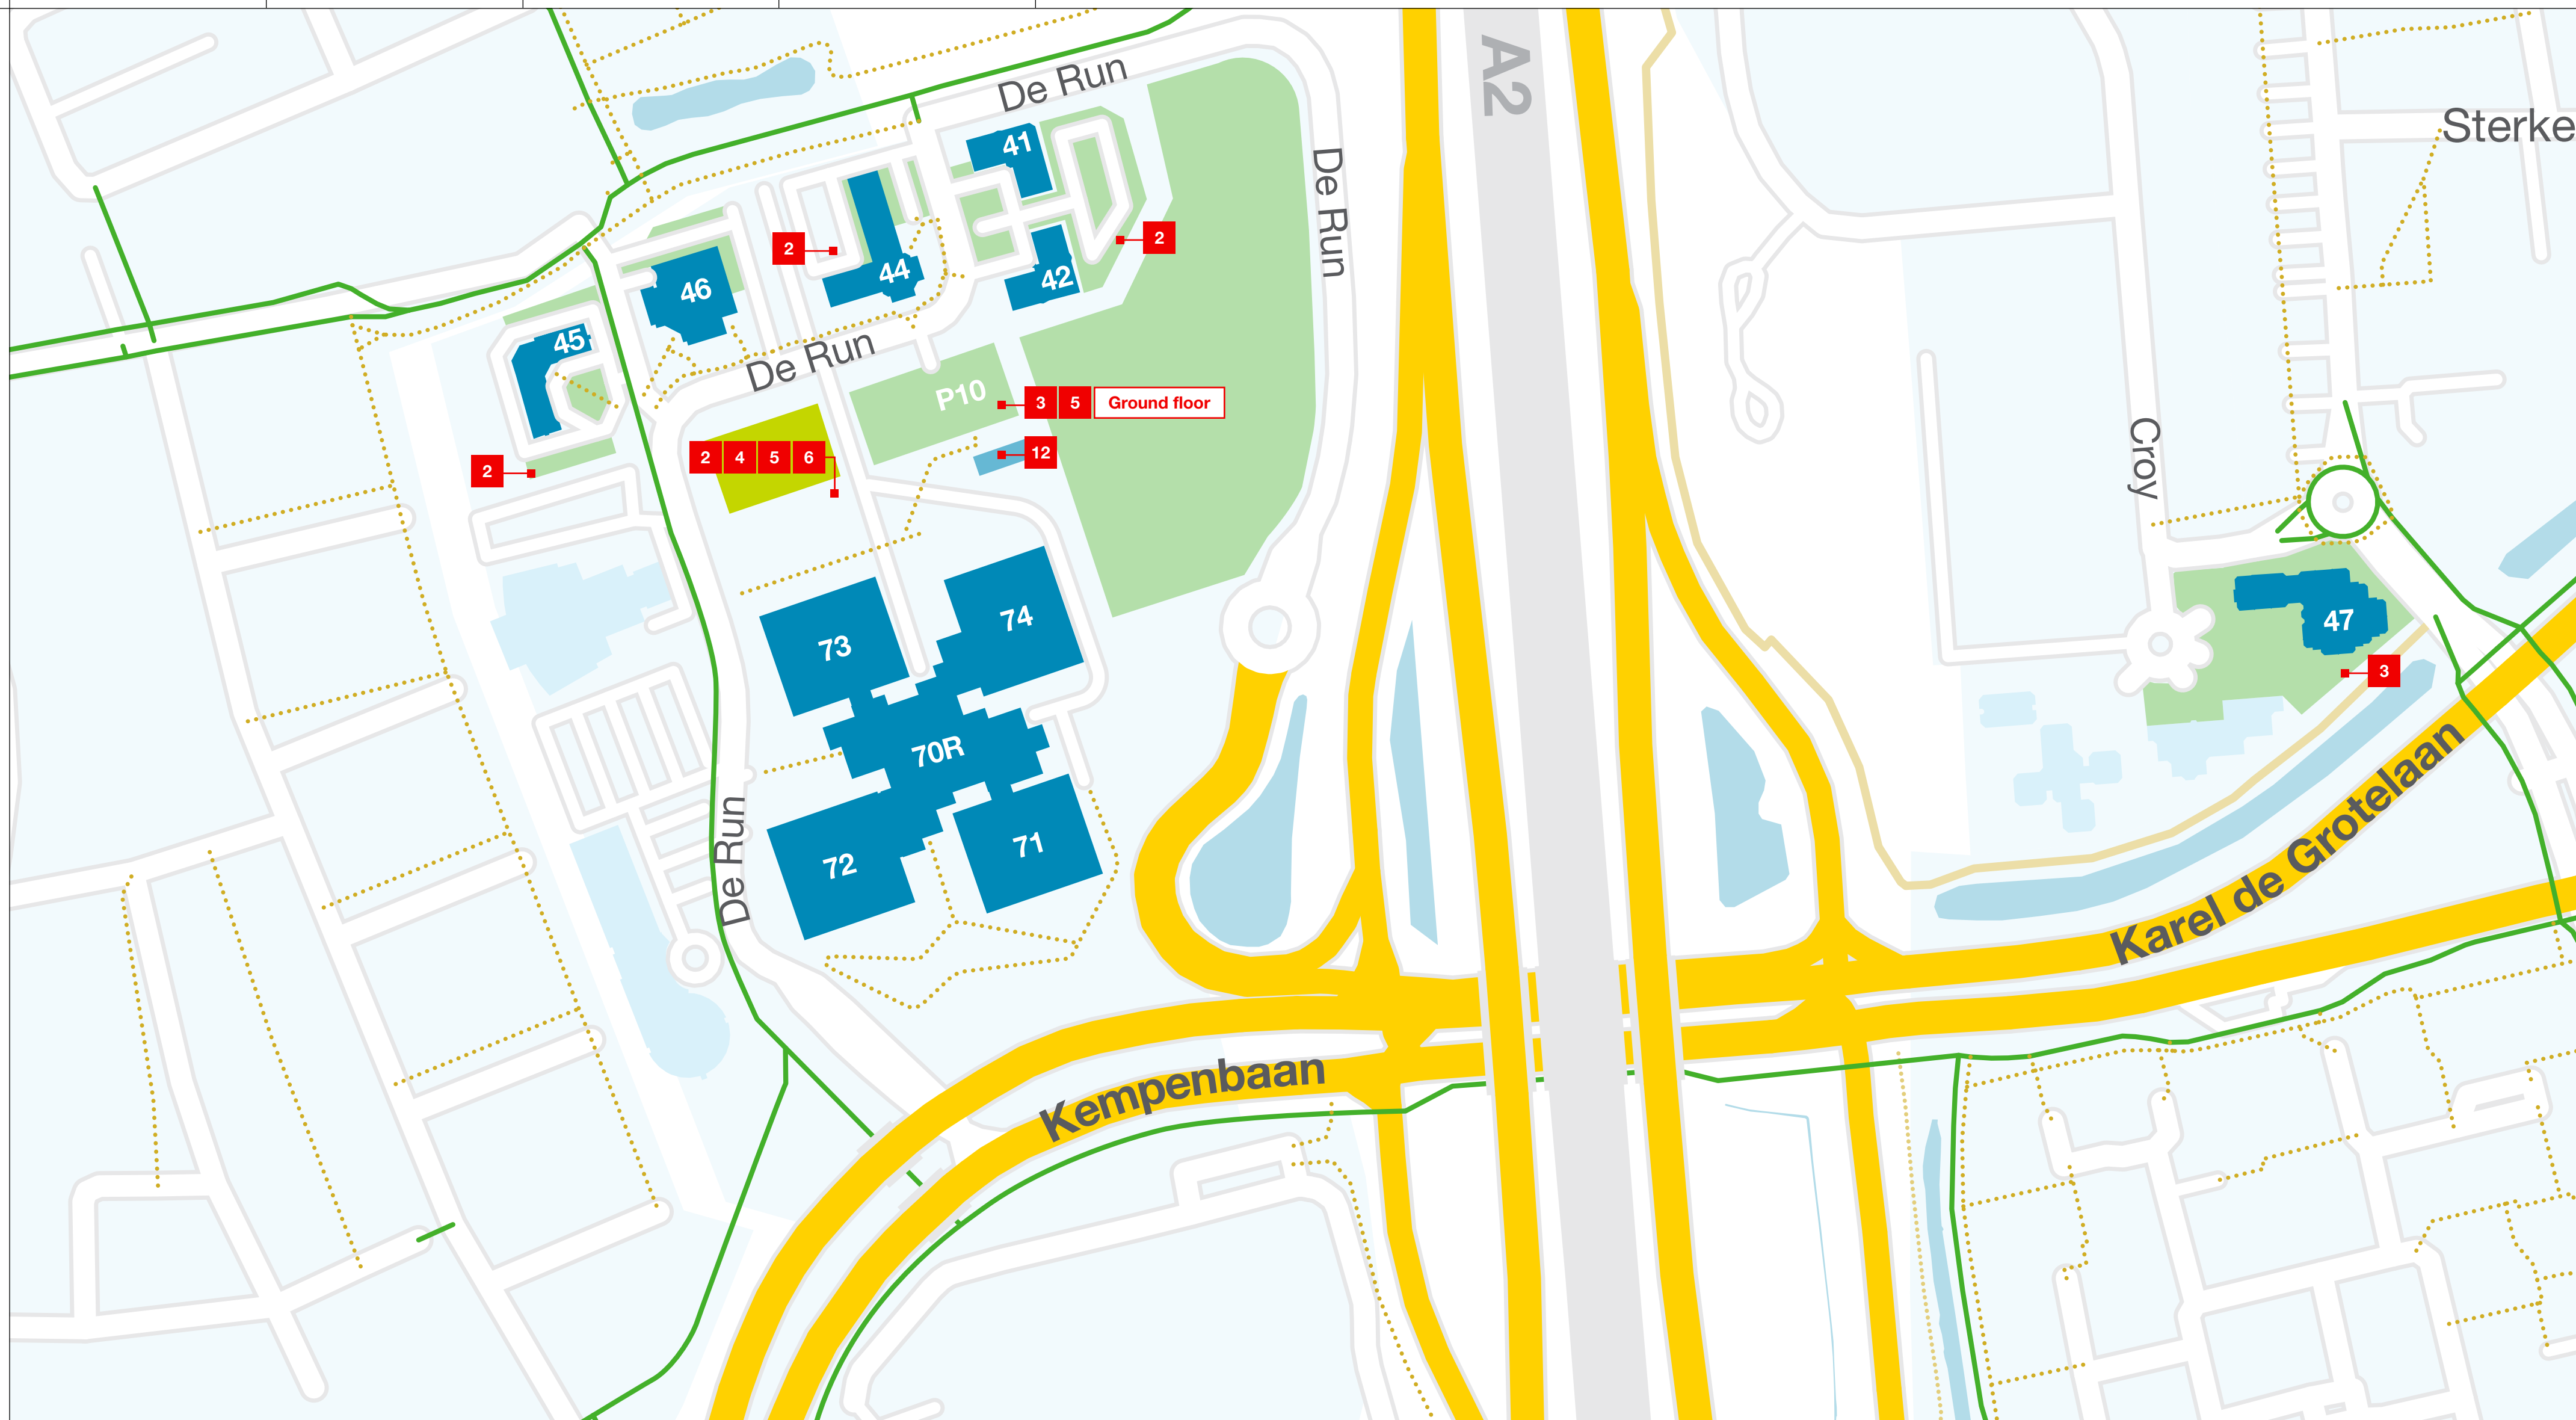 A2
De Run
Sterke
41
De Run
2
2
44
42
46
45
De Run
P10
3 5 Ground floor
2 4 5 6
12
2
Croy
47
3
74
73
70R
71
72
De Run
Karel de Grotelaan
Kempenbaan